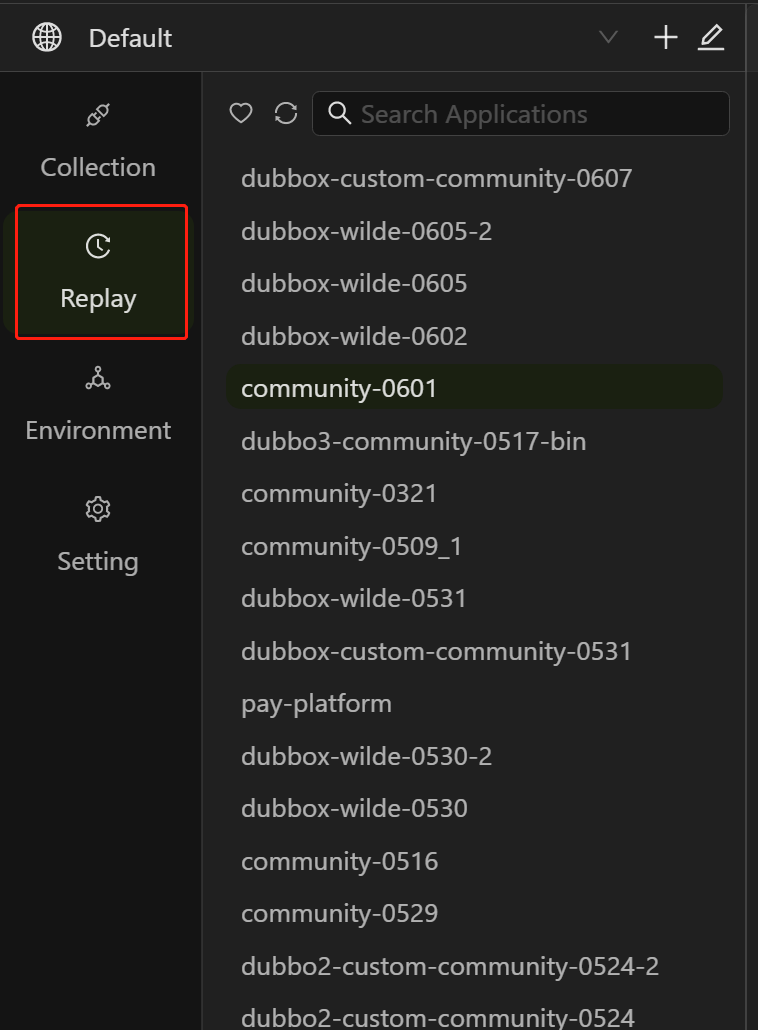 Default
Collection
Replay
Environment
Setting
Search Applications
dubbox-custom-community-0607
dubbox-wilde-0605-2
dubbox-wilde-0605
dubbox-wilde-0602
community-0601
dubbo3-community-0517-bin
community-0321
community-0509_1
dubbox-wilde-0531
dubbox-custom-community-0531
pay-platform
dubbox-wilde-0530-2
dubbox-wilde-0530
community-0516
community-0529
dubbo2-custom-community-0524-2
dubbo2-custom-community-0524